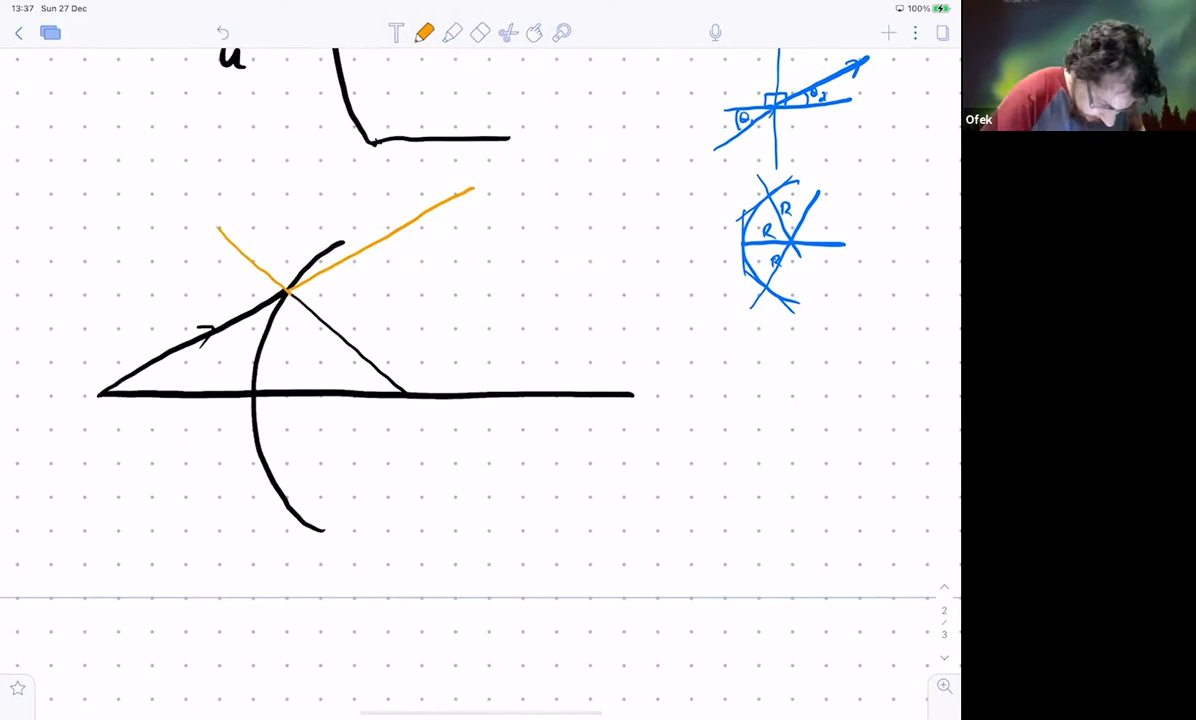 13:37 Sun 27 Dec
100%
u
θ₁
θ₂
R
R
R
Ofek
2
/
3